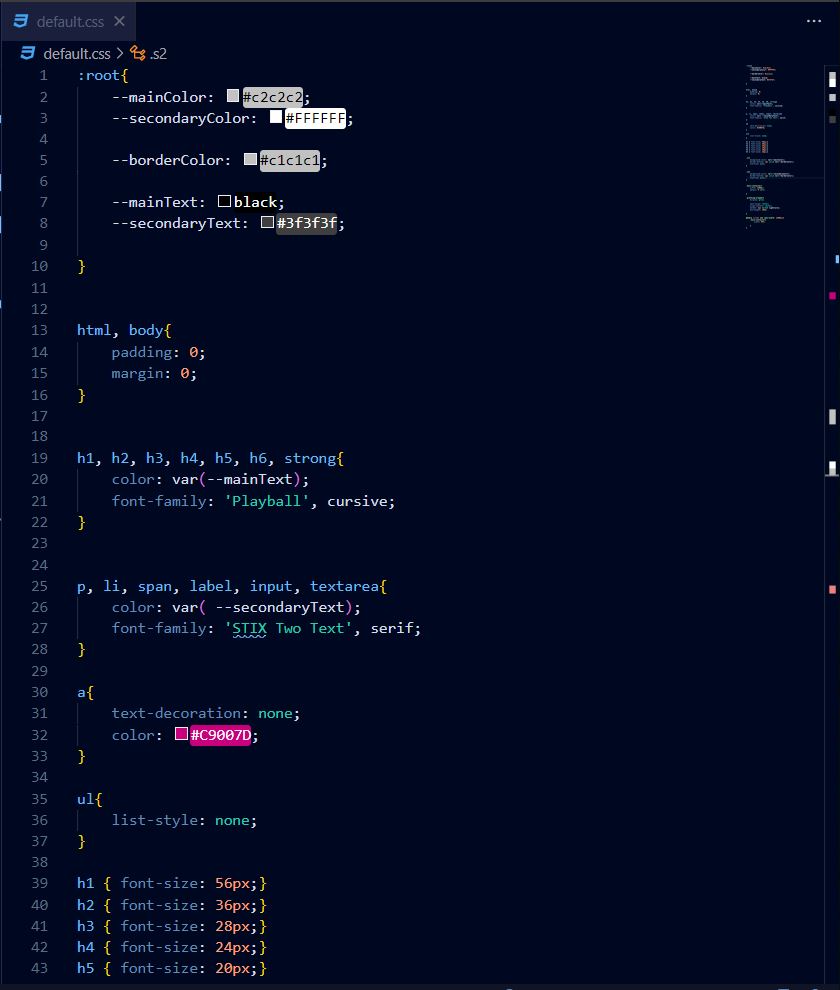 default.css
default.css > .s2
1 :root{
2 --mainColor: #c2c2c2;
3 --secondaryColor: #FFFFFF;
4
5 --borderColor: #c1c1c1;
6
7 --mainText: black;
8 --secondaryText: #3f3f3f;
9
10 }
11
12
13 html, body{
14 padding: 0;
15 margin: 0;
16 }
17
18
19 h1, h2, h3, h4, h5, h6, strong{
20 color: var(--mainText);
21 font-family: 'Playball', cursive;
22 }
23
24
25 p, li, span, label, input, textarea{
26 color: var( --secondaryText);
27 font-family: 'STIX Two Text', serif;
28 }
29
30 a{
31 text-decoration: none;
32 color: #C9007D;
33 }
34
35 ul{
36 list-style: none;
37 }
38
39 h1 { font-size: 56px;}
40 h2 { font-size: 36px;}
41 h3 { font-size: 28px;}
42 h4 { font-size: 24px;}
43 h5 { font-size: 20px;}